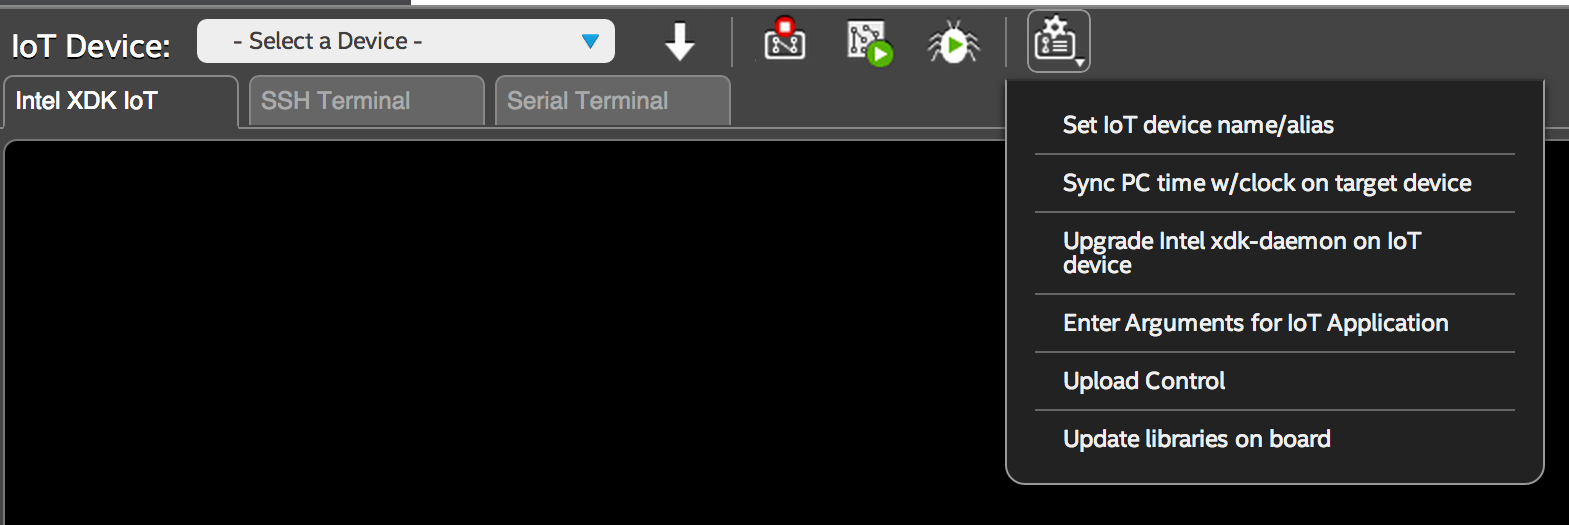 IoT Device:
- Select a Device -
Intel XDK IoT
SSH Terminal
Serial Terminal
Set IoT device name/alias
Sync PC time w/clock on target device
Upgrade Intel xdk-daemon on IoT
device
Enter Arguments for IoT Application
Upload Control
Update libraries on board